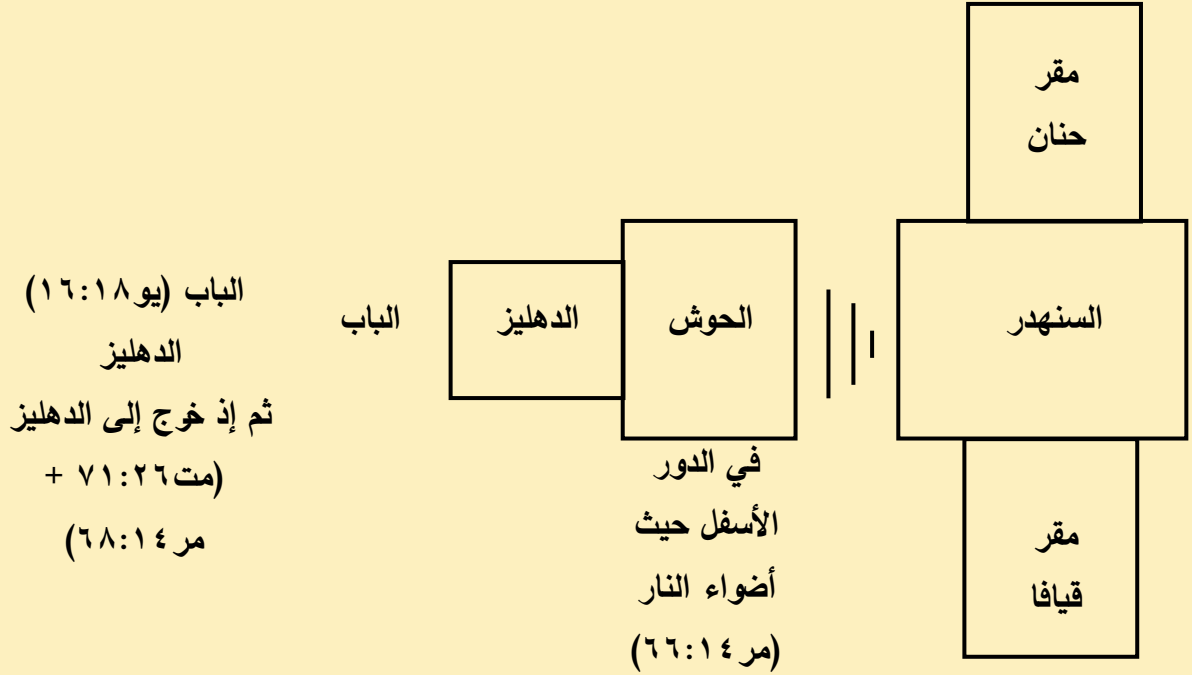 مقر
حنان
السنهدر
مقر
قيافا
الحوش
في الدور
الأسفل حيث
أضواء النار
(مر١٤:٦٦)
الدهليز
الباب
الباب (يو١٨:١٦)
الدهليز
ثم إذ خرج إلى الدهليز
(مت٢٦:٧١ +
مر١٤:٦٨)